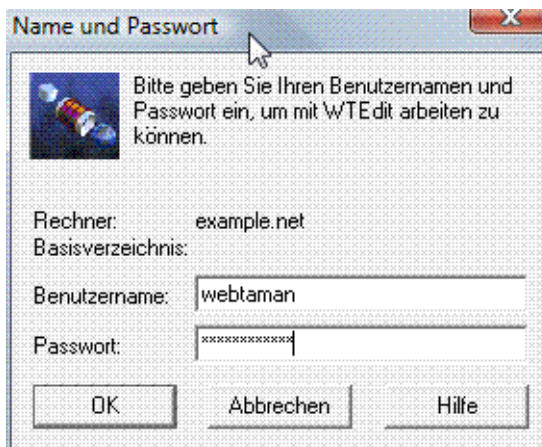 Name und Passwort
Bitte geben Sie Ihren Benutzernamen und
Passwort ein, um mit WTEdit arbeiten zu
können.
Rechner: example.net
Basisverzeichnis:
Benutzername: webtaman
Passwort: ************
OK Abbrechen Hilfe